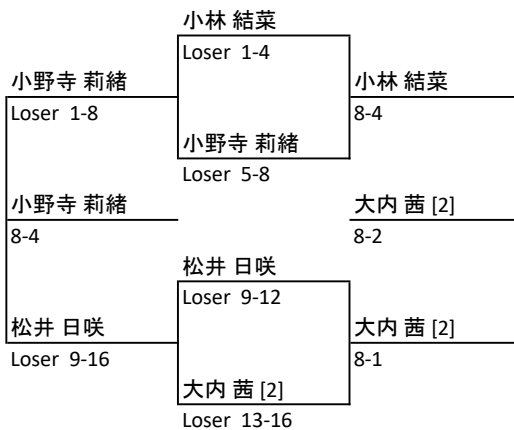 小林 結菜
Loser 1-4
小野寺 莉緒
小林 結菜
Loser 1-8
8-4
小野寺 莉緒
Loser 5-8
小野寺 莉緒
大内 茜 [2]
8-4
8-2
松井 日咲
Loser 9-12
松井 日咲
大内 茜 [2]
Loser 9-16
8-1
大内 茜 [2]
Loser 13-16